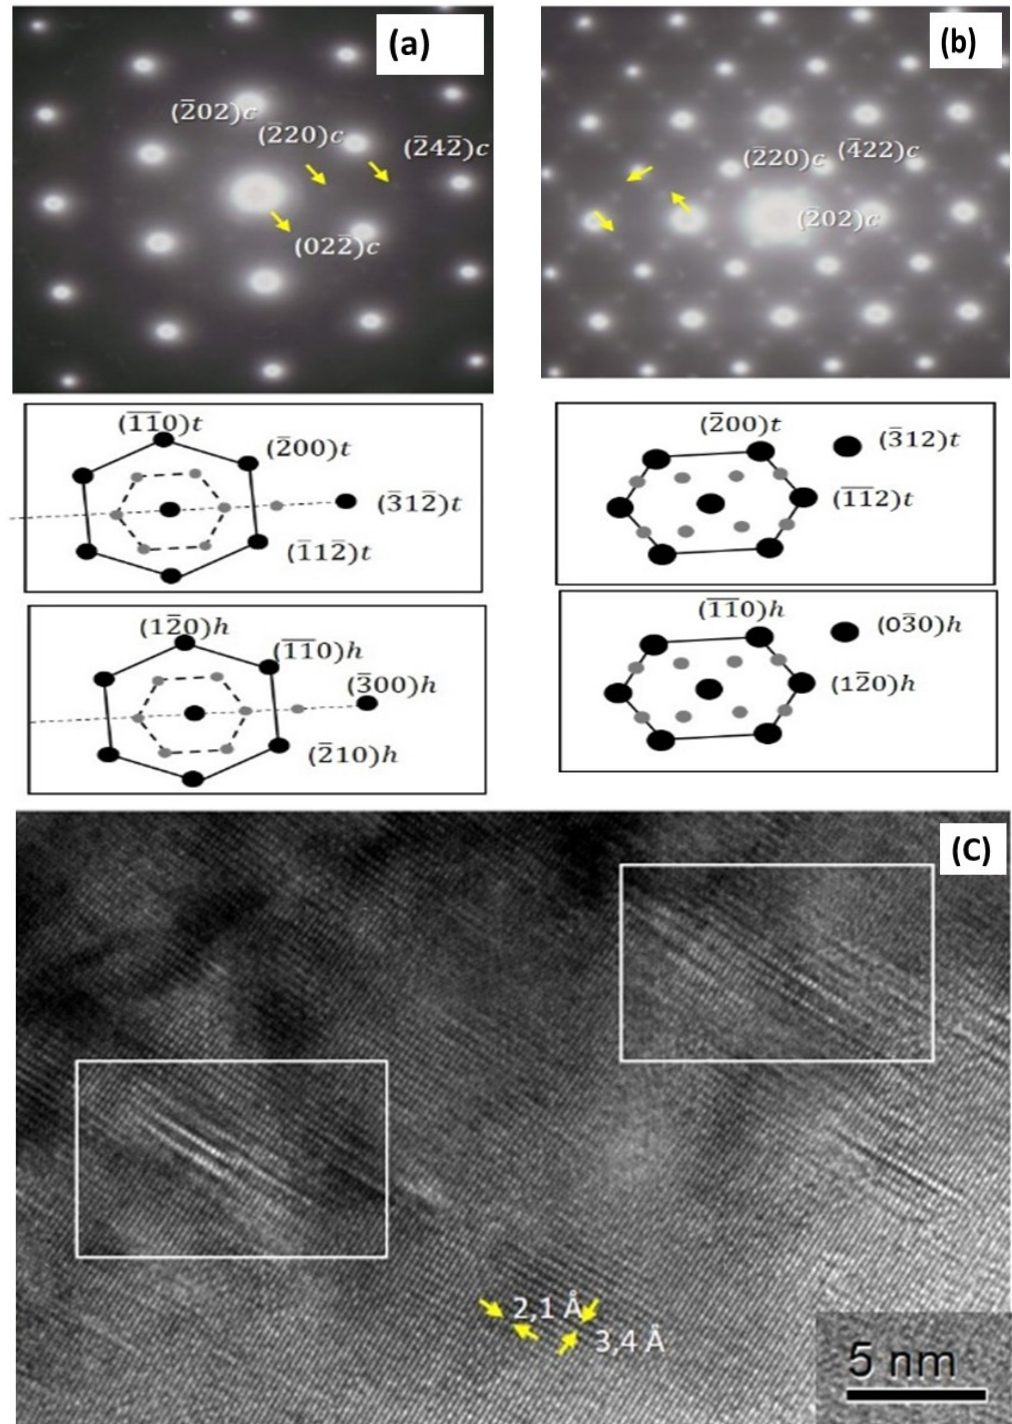 (a)
(b)
(2̅02)c
(2̅20)c
(2̅42̅)c
(022̅)c
(2̅20)c
(4̅22)c
(2̅02)c
(1̅1̅0)t
(2̅00)t
(3̅12̅)t
(1̅12̅)t
(2̅00)t
(3̅12)t
(1̅1̅2)t
(12̅0)h
(1̅1̅0)h
(3̅00)h
(2̅10)h
(1̅1̅0)h
(03̅0)h
(12̅0)h
(C)
2,1 Å
3,4 Å
5 nm